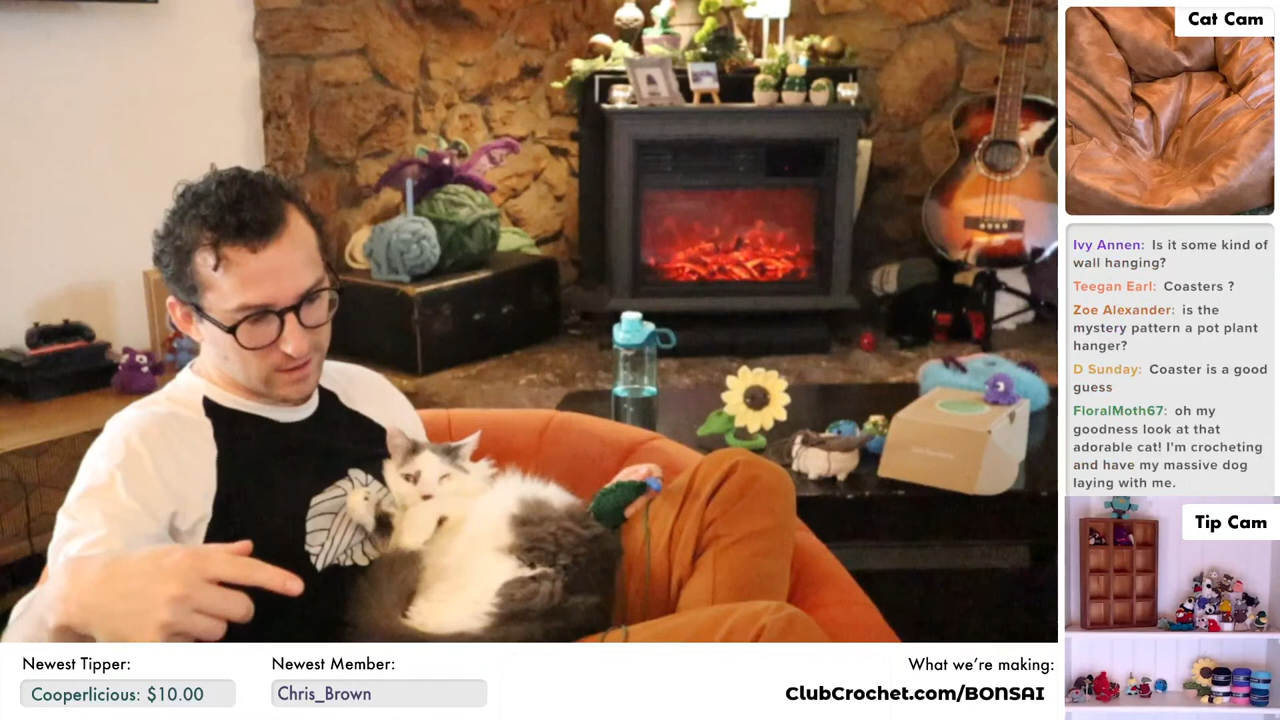 Cat Cam
Ivy Annen: Is it some kind of
wall hanging?
Teegan Earl: Coasters ?
Zoe Alexander: is the
mystery pattern a pot plant
hanger?
D Sunday: Coaster is a good
guess
FloralMoth67: oh my
goodness look at that
adorable cat! I'm crocheting
and have my massive dog
laying with me.
Tip Cam
Newest Tipper:
Cooperlicious: $10.00
Newest Member:
Chris_Brown
What we're making:
ClubCrochet.com/BONSAI